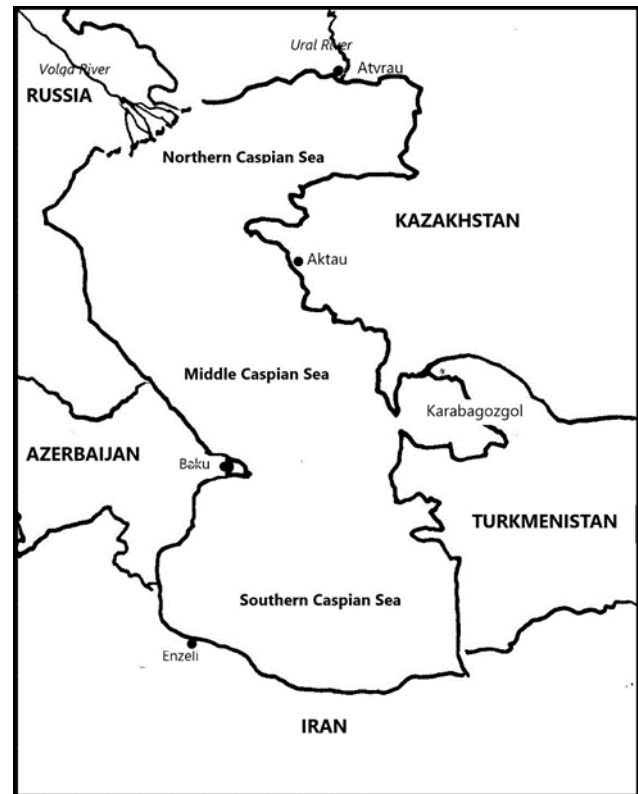 Ural River
Atvrau
Volga River
RUSSIA
Northern Caspian Sea
KAZAKHSTAN
Aktau
Middle Caspian Sea
Karabagozgol
AZERBAIJAN
Baku
TURKMENISTAN
Southern Caspian Sea
Enzeli
IRAN